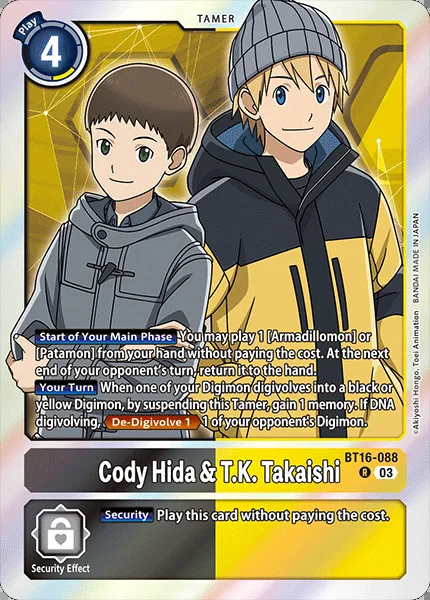 Play
4
TAMER
Start of Your Main Phase You may play 1 [Armadillomon] or
[Patamon] from your hand without paying the cost. At the next
end of your opponent's turn, return it to the hand.
Your Turn When one of your Digimon digivolves into a black or
yellow Digimon, by suspending this Tamer, gain 1 memory. If DNA
digivolving, De-Digivolve 1 1 of your opponent's Digimon.
©Akiyoshi Hongo, Toei Animation BANDAI MADE IN JAPAN
BT16-088
Cody Hida & T.K. Takaishi
R 03
Security Play this card without paying the cost.
Security Effect